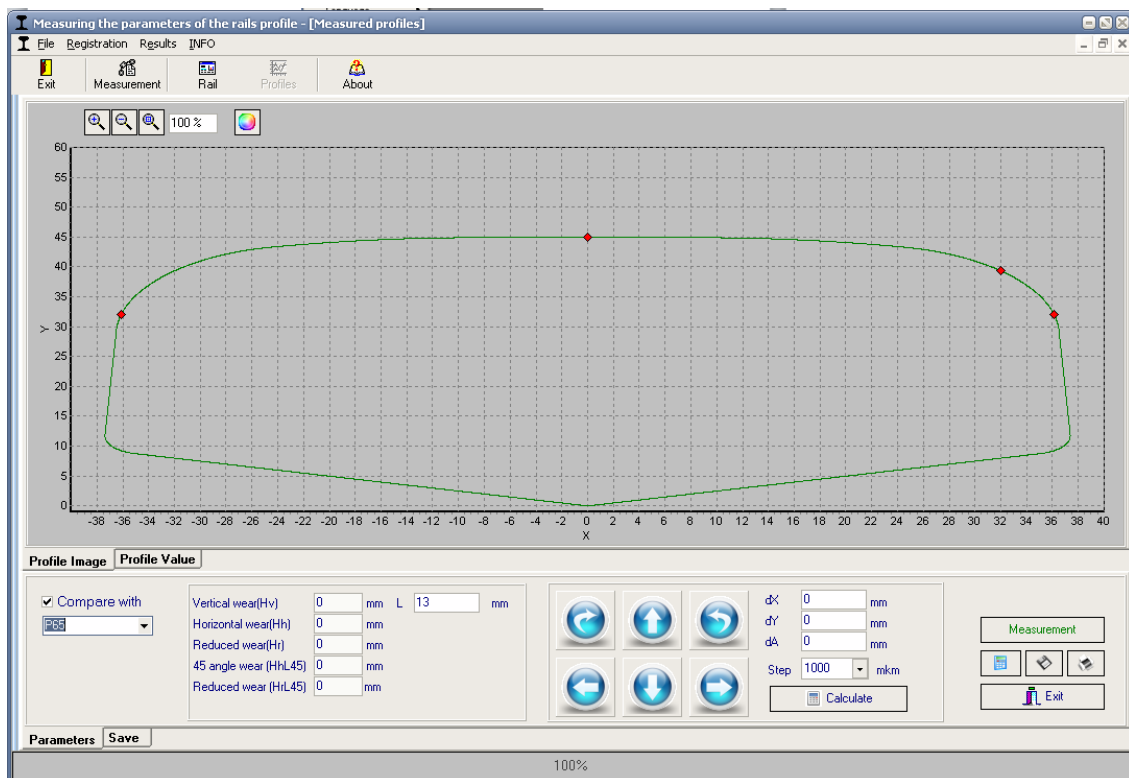 Measuring the parameters of the rails profile - [Measured profiles]
File Registration Results INFO
Exit Measurement Rail Profiles About
100 %
60
55
50
45
40
35
30
25
20
15
10
5
0
Y
-38 -36 -34 -32 -30 -28 -26 -24 -22 -20 -18 -16 -14 -12 -10 -8 -6 -4 -2 0 2 4 6 8 10 12 14 16 18 20 22 24 26 28 30 32 34 36 38 40
X
Profile Image Profile Value
Compare with
P65
Vertical wear(Hv) 0 mm L 13 mm
Horizontal wear(Hh) 0 mm
Reduced wear(Hr) 0 mm
45 angle wear (HhL45) 0 mm
Reduced wear (HrL45) 0 mm
dX 0 mm
dY 0 mm
dA 0 mm
Step 1000 mkm
Calculate
Measurement
Exit
Parameters Save
100%